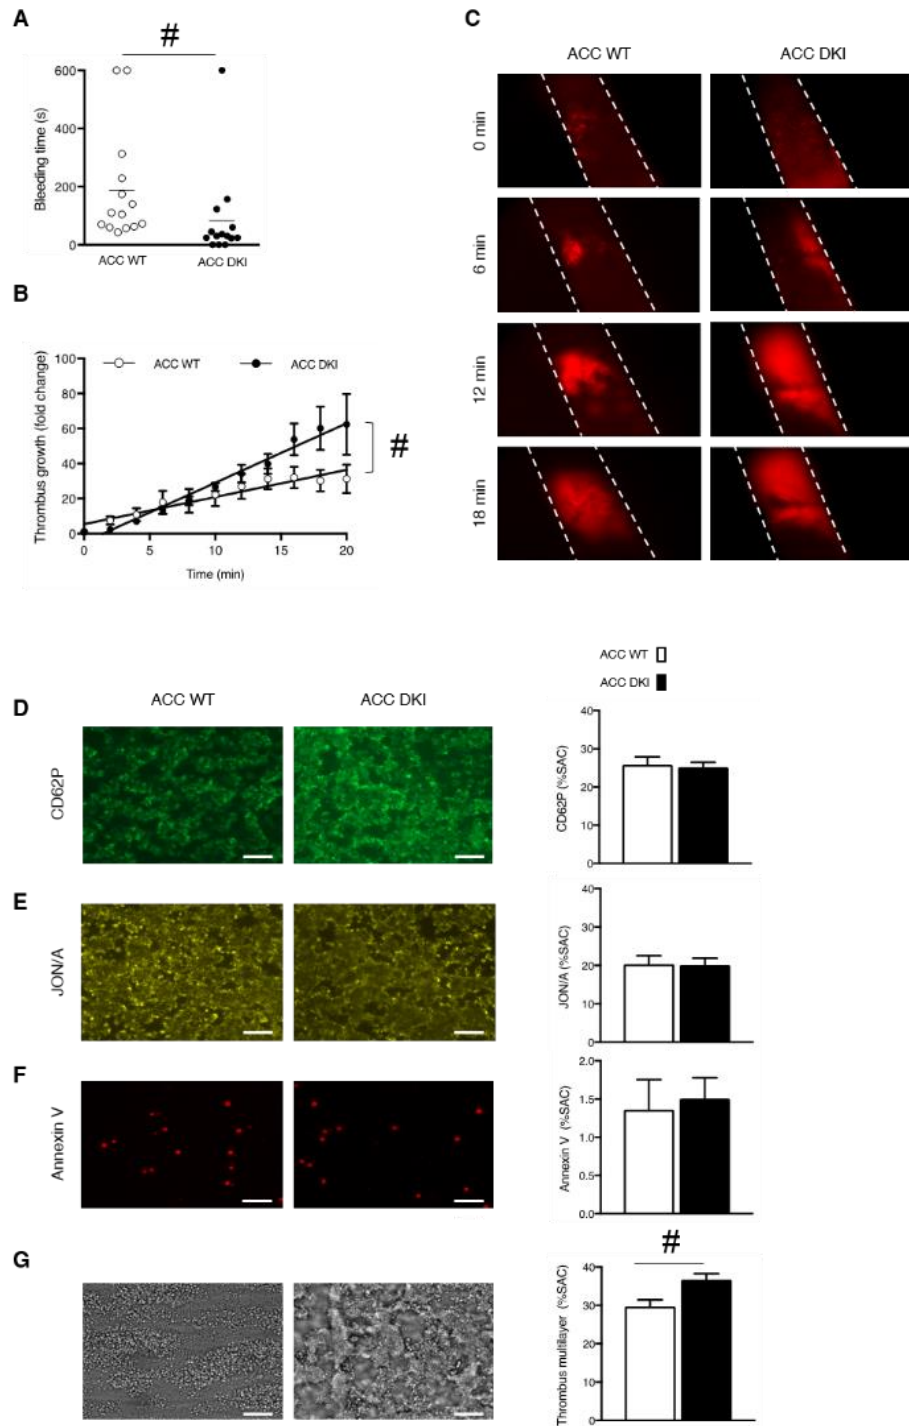 A
#
Bleeding time (s)
600
400
200
0
ACC WT
ACC DKI
B
Thrombus growth (fold change)
100
80
60
40
20
0
ACC WT
ACC DKI
#
0
5
10
15
20
Time (min)
C
ACC WT
ACC DKI
0 min
6 min
12 min
18 min
ACC WT
ACC DKI
D
ACC WT
ACC DKI
CD62P
CD62P (%SAC)
40
30
20
10
0
E
JON/A
JON/A (%SAC)
40
30
20
10
0
F
Annexin V
Annexin V (%SAC)
2.0
1.5
1.0
0.5
0.0
G
#
Thrombus multilayer (%SAC)
40
30
20
10
0